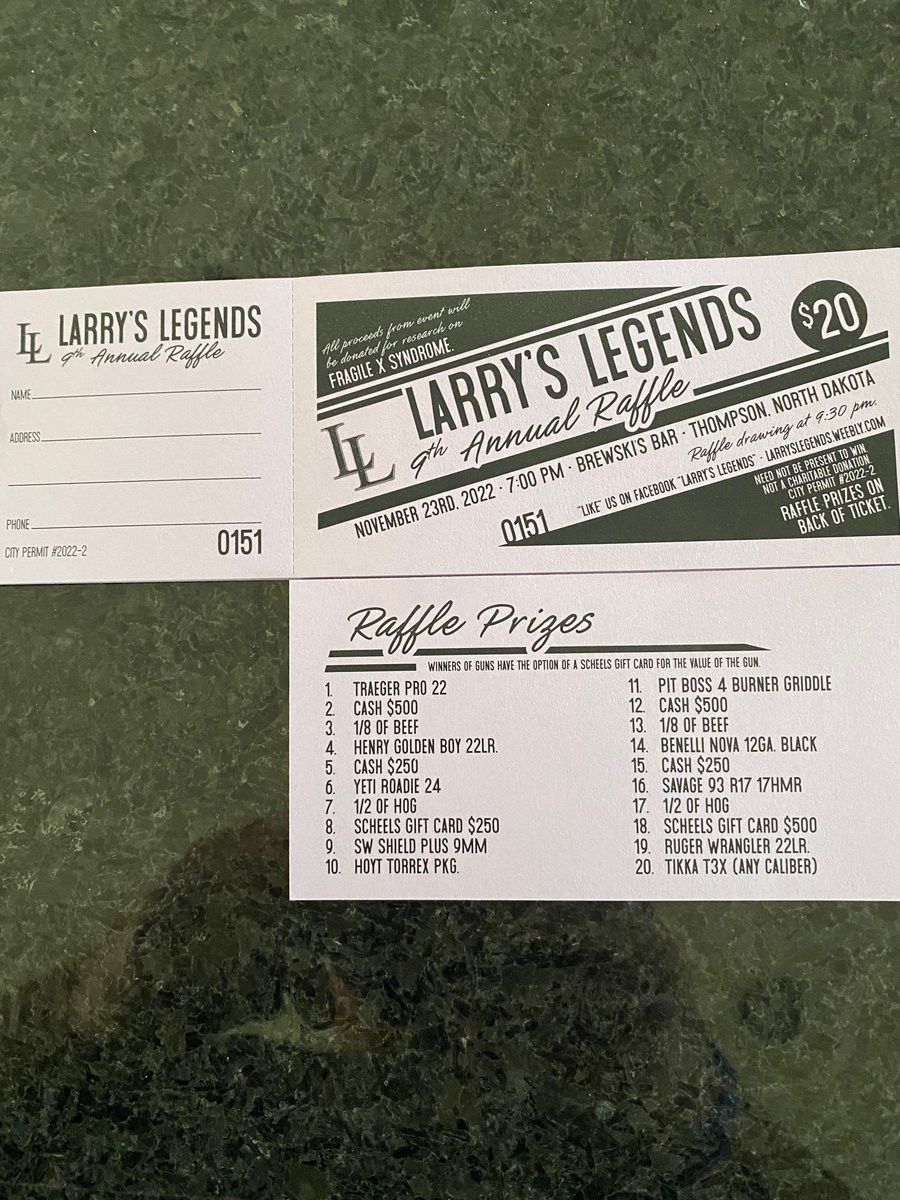 LL LARRY'S LEGENDS
9th Annual Raffle
NAME
ADDRESS
PHONE
CITY PERMIT #2022-2
0151
All proceeds from event will
be donated for research on
FRAGILE X SYNDROME.
$20
LL LARRY'S LEGENDS
9th Annual Raffle
NOVEMBER 23RD, 2022 · 7:00 PM · BREWSKI'S BAR · THOMPSON, NORTH DAKOTA
Raffle drawing at 9:30 pm.
"LIKE" US ON FACEBOOK "LARRY'S LEGENDS" · LARRYSLEGENDS.WEEBLY.COM
0151
NEED NOT BE PRESENT TO WIN
NOT A CHARITABLE DONATION
CITY PERMIT #2022-2
RAFFLE PRIZES ON
BACK OF TICKET.
Raffle Prizes
WINNERS OF GUNS HAVE THE OPTION OF A SCHEELS GIFT CARD FOR THE VALUE OF THE GUN.
1. TRAEGER PRO 22
2. CASH $500
3. 1/8 OF BEEF
4. HENRY GOLDEN BOY 22LR.
5. CASH $250
6. YETI ROADIE 24
7. 1/2 OF HOG
8. SCHEELS GIFT CARD $250
9. SW SHIELD PLUS 9MM
10. HOYT TORREX PKG.
11. PIT BOSS 4 BURNER GRIDDLE
12. CASH $500
13. 1/8 OF BEEF
14. BENELLI NOVA 12GA. BLACK
15. CASH $250
16. SAVAGE 93 R17 17HMR
17. 1/2 OF HOG
18. SCHEELS GIFT CARD $500
19. RUGER WRANGLER 22LR.
20. TIKKA T3X (ANY CALIBER)